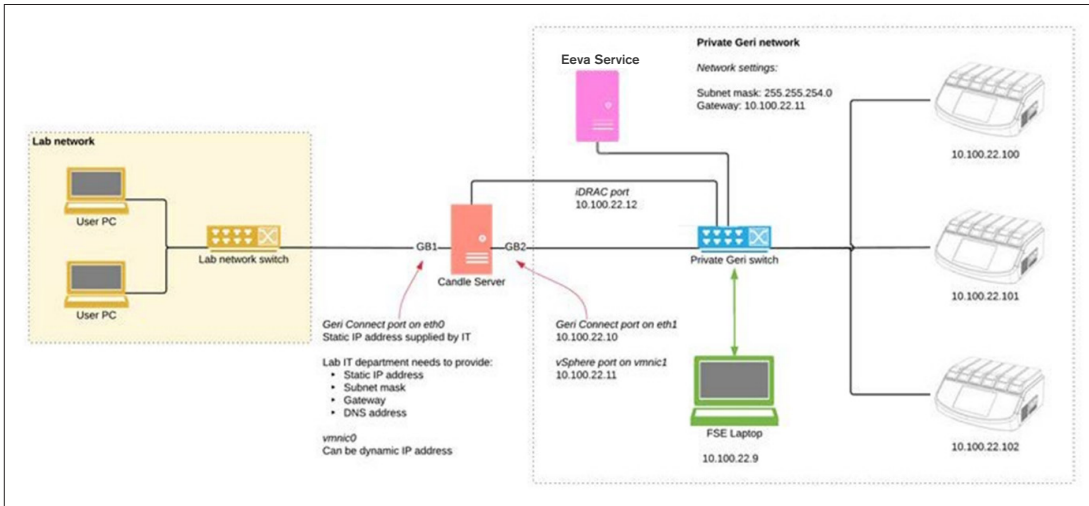 Private Geri network
Network settings:
Subnet mask: 255.255.254.0
Gateway: 10.100.22.11
Eeva Service
Lab network
User PC
User PC
Lab network switch
GB1
Candle Server
GB2
iDRAC port
10.100.22.12
Private Geri switch
10.100.22.100
10.100.22.101
10.100.22.102
Geri Connect port on eth0
Static IP address supplied by IT
Lab IT department needs to provide:
• Static IP address
• Subnet mask
• Gateway
• DNS address
vmnic0
Can be dynamic IP address
Geri Connect port on eth1
10.100.22.10
vSphere port on vmnic1
10.100.22.11
FSE Laptop
10.100.22.9